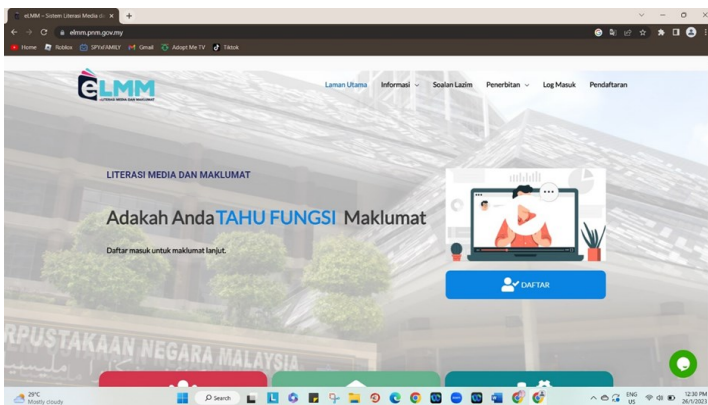 eLMM – Sistem Literasi Media da
elmm.pnm.gov.my
Home Roblox SPYxFAMILY Gmail Adopt Me TV Tiktok
eLMM
LITERASI MEDIA DAN MAKLUMAT
Laman Utama Informasi Soalan Lazim Penerbitan Log Masuk Pendaftaran
LITERASI MEDIA DAN MAKLUMAT
Adakah Anda TAHU FUNGSI Maklumat
Daftar masuk untuk maklumat lanjut.
DAFTAR
RPUSTAKAAN NEGARA MALAYSIA
29°C
Mostly cloudy
Search
ENG
US
12:30 PM
26/1/2023